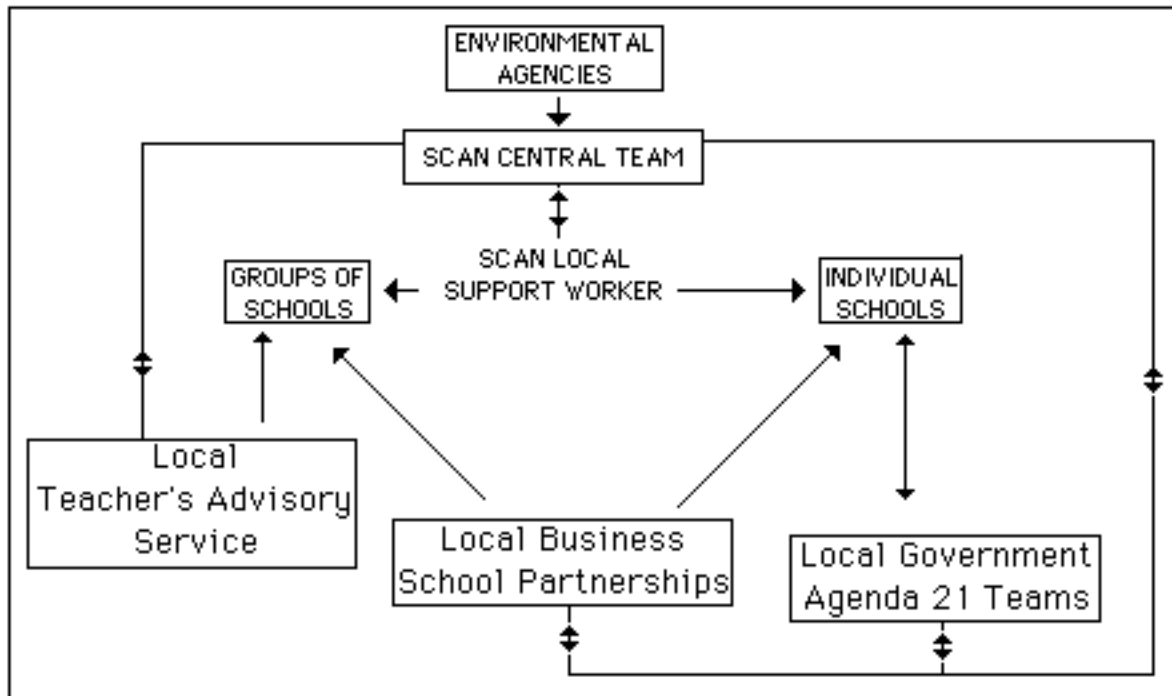 ENVIRONMENTAL
AGENCIES
SCAN CENTRAL TEAM
SCAN LOCAL
SUPPORT WORKER
GROUPS OF
SCHOOLS
INDIVIDUAL
SCHOOLS
Local
Teacher's Advisory
Service
Local Business
School Partnerships
Local Government
Agenda 21 Teams